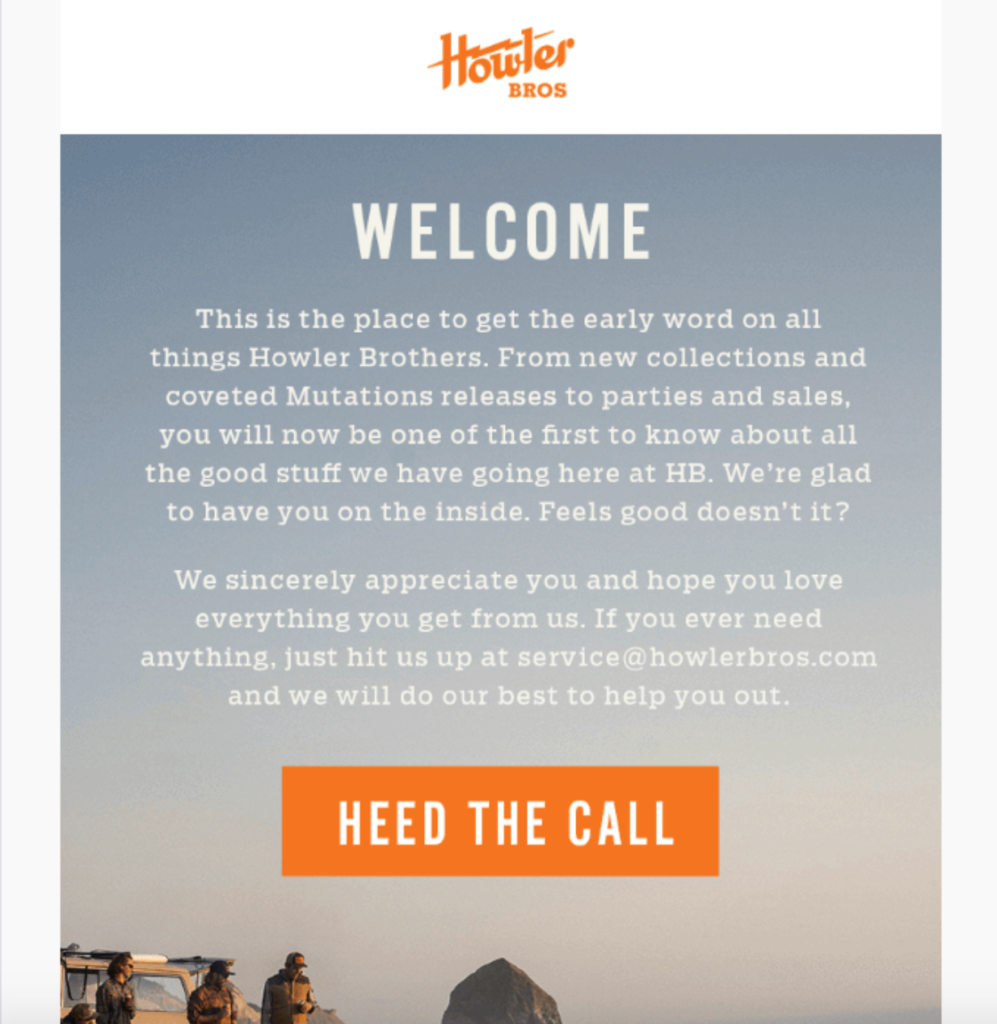 Howler
BROS
WELCOME
This is the place to get the early word on all
things Howler Brothers. From new collections and
coveted Mutations releases to parties and sales,
you will now be one of the first to know about all
the good stuff we have going here at HB. We’re glad
to have you on the inside. Feels good doesn’t it?
We sincerely appreciate you and hope you love
everything you get from us. If you ever need
anything, just hit us up at service@howlerbros.com
and we will do our best to help you out.
HEED THE CALL